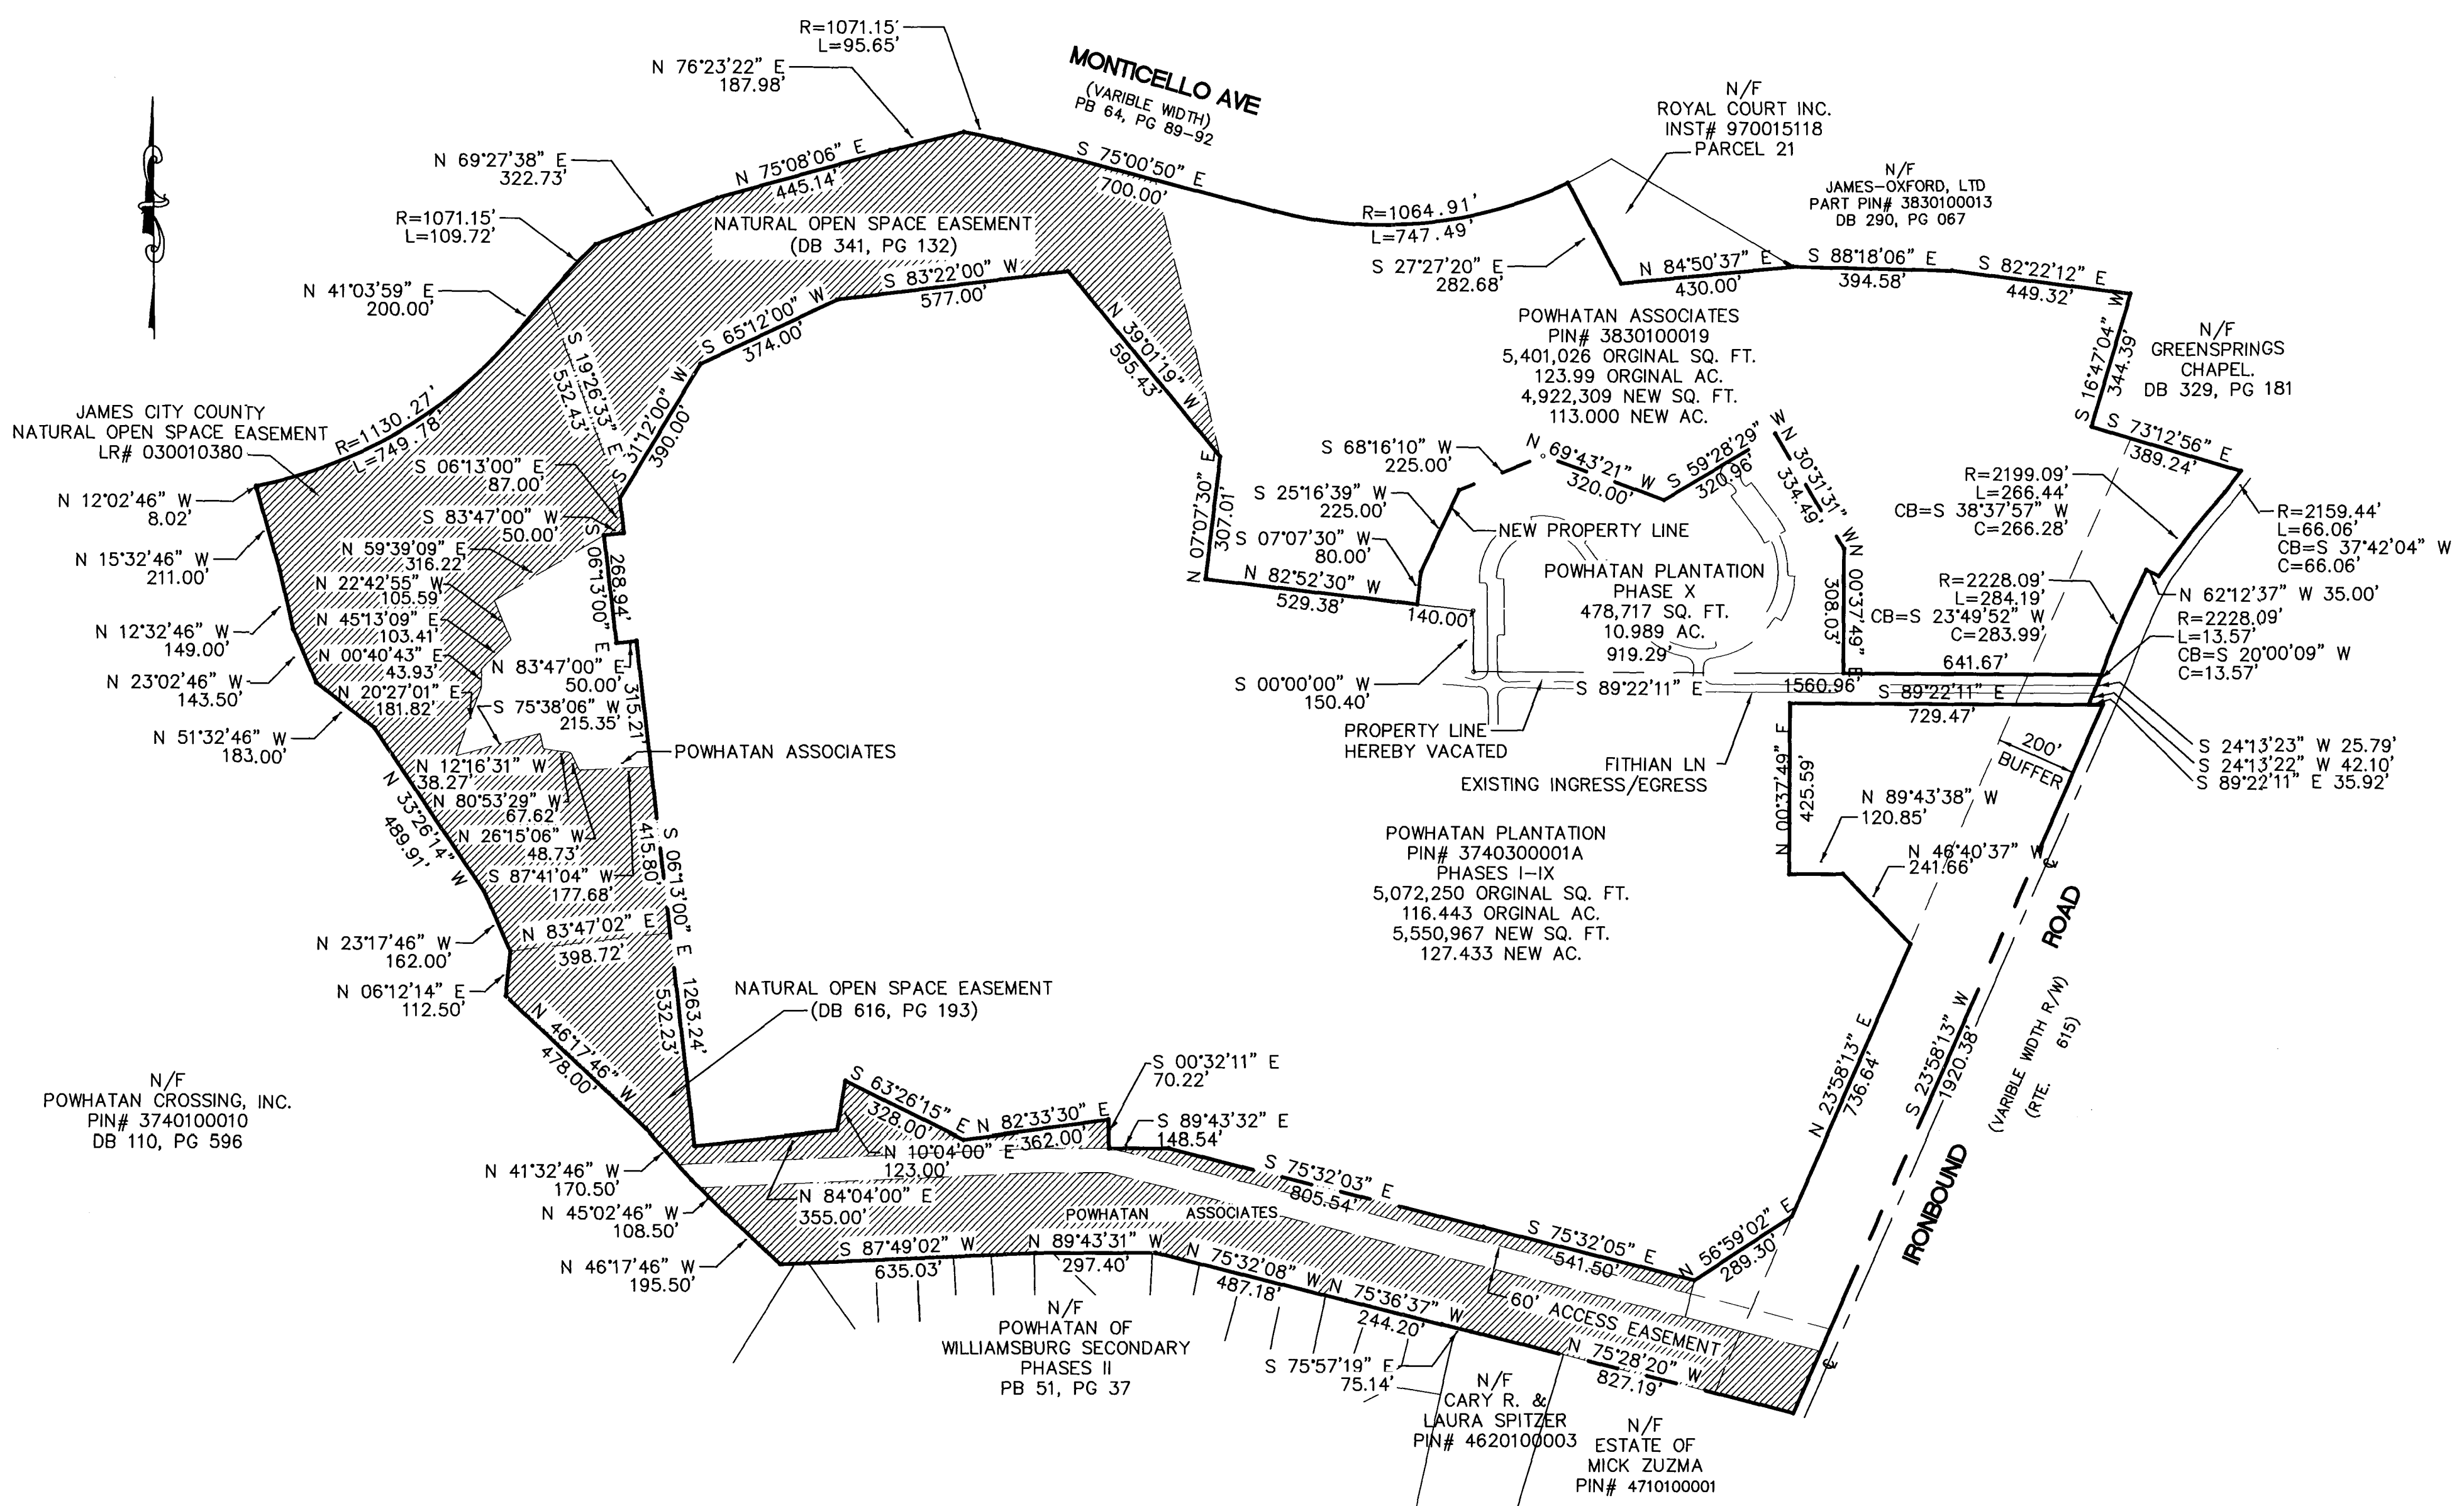 R=1071.15'
L=95.65'
N 76°23'22" E
187.98'
MONTICELLO AVE
(VARIBLE WIDTH)
PB 64, PG 89-92
N/F
ROYAL COURT INC.
INST# 970015118
PARCEL 21
N/F
JAMES-OXFORD, LTD
PART PIN# 3830100013
DB 290, PG 067
N 69°27'38" E
322.73'
N 75°08'06" E
445.14'
S 75°00'50" E
700.00'
R=1064.91'
L=747.49'
R=1071.15'
L=109.72'
NATURAL OPEN SPACE EASEMENT
(DB 341, PG 132)
S 27°27'20" E
282.68'
N 84°50'37" E
430.00'
S 88°18'06" E
394.58'
S 82°22'12" E
449.32'
N 41°03'59" E
200.00'
S 83°22'00" W
577.00'
S 65°12'00" W
374.00'
N 39°01'19" W
595.43'
S 19°26'33" E
532.43'
S 31°12'00" W
390.00'
POWHATAN ASSOCIATES
PIN# 3830100019
5,401,026 ORGINAL SQ. FT.
123.99 ORGINAL AC.
4,922,309 NEW SQ. FT.
113.000 NEW AC.
S 16°47'04" W
344.39'
N/F
GREENSPRINGS
CHAPEL.
DB 329, PG 181
JAMES CITY COUNTY
NATURAL OPEN SPACE EASEMENT
LR# 030010380
R=1130.27'
L=749.78'
S 06°13'00" E
87.00'
S 83°47'00" W
50.00'
S 68°16'10" W
225.00'
N 69°43'21" W
320.00'
S 59°28'29" W
320.96'
N 30°31'31" W
334.49'
S 73°12'56" E
389.24'
R=2199.09'
L=266.44'
CB=S 38°37'57" W
C=266.28'
R=2159.44'
L=66.06'
CB=S 37°42'04" W
C=66.06'
N 12°02'46" W
8.02'
N 15°32'46" W
211.00'
N 59°39'09" E
316.22'
S 06°13'00" E
268.94'
N 07°07'30" E
307.01'
S 25°16'39" W
225.00'
S 07°07'30" W
80.00'
NEW PROPERTY LINE
N 22°42'55" W
105.59'
N 82°52'30" W
529.38'
140.00'
POWHATAN PLANTATION
PHASE X
478,717 SQ. FT.
10.989 AC.
919.29'
N 00°37'49" E
308.03'
R=2228.09'
L=284.19'
CB=S 23°49'52" W
C=283.99'
N 62°12'37" W 35.00'
R=2228.09'
L=13.57'
CB=S 20°00'09" W
C=13.57'
N 12°32'46" W
149.00'
N 45°13'09" E
103.41'
N 00°40'43" E
43.93'
N 83°47'00" E
50.00'
N 23°02'46" W
143.50'
N 20°27'01" E
181.82'
S 75°38'06" W
215.35'
315.21'
S 00°00'00" W
150.40'
S 89°22'11" E
1560.96'
641.67'
S 89°22'11" E
729.47'
PROPERTY LINE
HEREBY VACATED
FITHIAN LN
EXISTING INGRESS/EGRESS
200'
BUFFER
S 24°13'23" W 25.79'
S 24°13'22" W 42.10'
S 89°22'11" E 35.92'
N 51°32'46" W
183.00'
POWHATAN ASSOCIATES
N 12°16'31" W
38.27'
N 80°53'29" W
67.62'
N 26°15'06" W
48.73'
S 87°41'04" W
177.68'
N 33°26'14" W
489.91'
S 06°13'00" E 1263.24'
415.80'
N 00°37'49" E
425.59'
N 89°43'38" W
120.85'
N 46°40'37" W
241.66'
POWHATAN PLANTATION
PIN# 3740300001A
PHASES I-IX
5,072,250 ORGINAL SQ. FT.
116.443 ORGINAL AC.
5,550,967 NEW SQ. FT.
127.433 NEW AC.
N 23°17'46" W
162.00'
N 83°47'02" E
398.72'
N 06°12'14" E
112.50'
532.23'
NATURAL OPEN SPACE EASEMENT
(DB 616, PG 193)
N 46°17'46" W
478.00'
N 23°58'13" E
736.64'
S 23°58'13" W
1920.38'
IRONBOUND ROAD
(VARIBLE WIDTH R/W)
(RTE. 615)
N/F
POWHATAN CROSSING, INC.
PIN# 3740100010
DB 110, PG 596
S 63°26'15" E
328.00'
N 82°33'30" E
362.00'
S 00°32'11" E
70.22'
S 89°43'32" E
148.54'
N 10°04'00" E
123.00'
N 84°04'00" E
355.00'
N 41°32'46" W
170.50'
N 45°02'46" W
108.50'
N 46°17'46" W
195.50'
S 75°32'03" E
805.54'
S 75°32'05" E
541.50'
N 56°59'02" E
289.30'
POWHATAN ASSOCIATES
S 87°49'02" W
635.03'
N 89°43'31" W
297.40'
N 75°32'08" W
487.18'
N 75°36'37" W
244.20'
60' ACCESS EASEMENT
S 75°57'19" E
75.14'
N 75°28'20" W
827.19'
N/F
POWHATAN OF
WILLIAMSBURG SECONDARY
PHASES II
PB 51, PG 37
N/F
CARY R. &
LAURA SPITZER
PIN# 4620100003
N/F
ESTATE OF
MICK ZUZMA
PIN# 4710100001